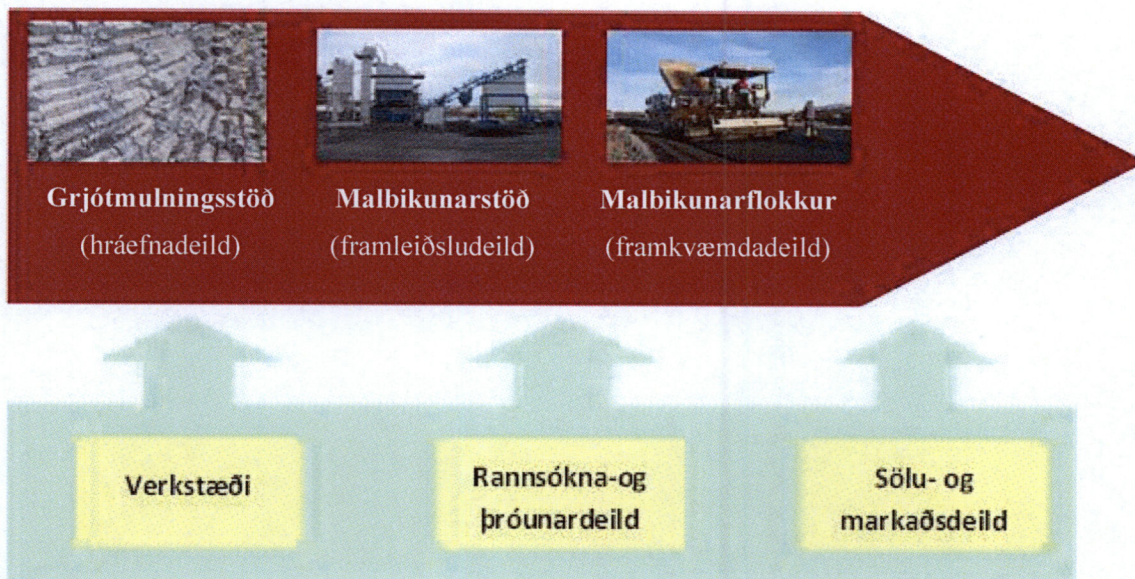 Grjótmulningsstöð
(hráefnadeild)
Malbikunarstöð
(framleiðsludeild)
Malbikunarflokkur
(framkvæmdadeild)
Verkstæði
Rannsókna-og
þróunardeild
Sölu- og
markaðsdeild